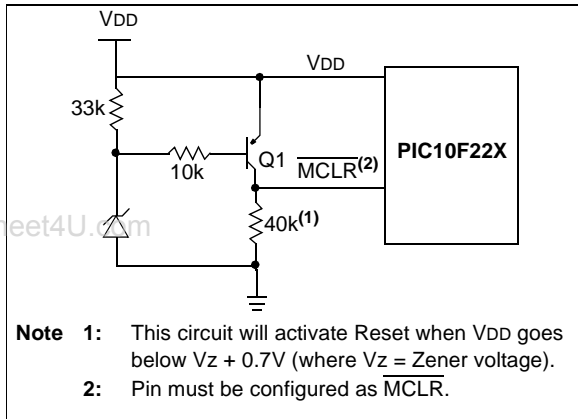 VDD
VDD
33k
Q1
10k
MCLR(2)
PIC10F22X
40k(1)
eet4U.com
Note 1: This circuit will activate Reset when VDD goes
below Vz + 0.7V (where Vz = Zener voltage).
2: Pin must be configured as MCLR.